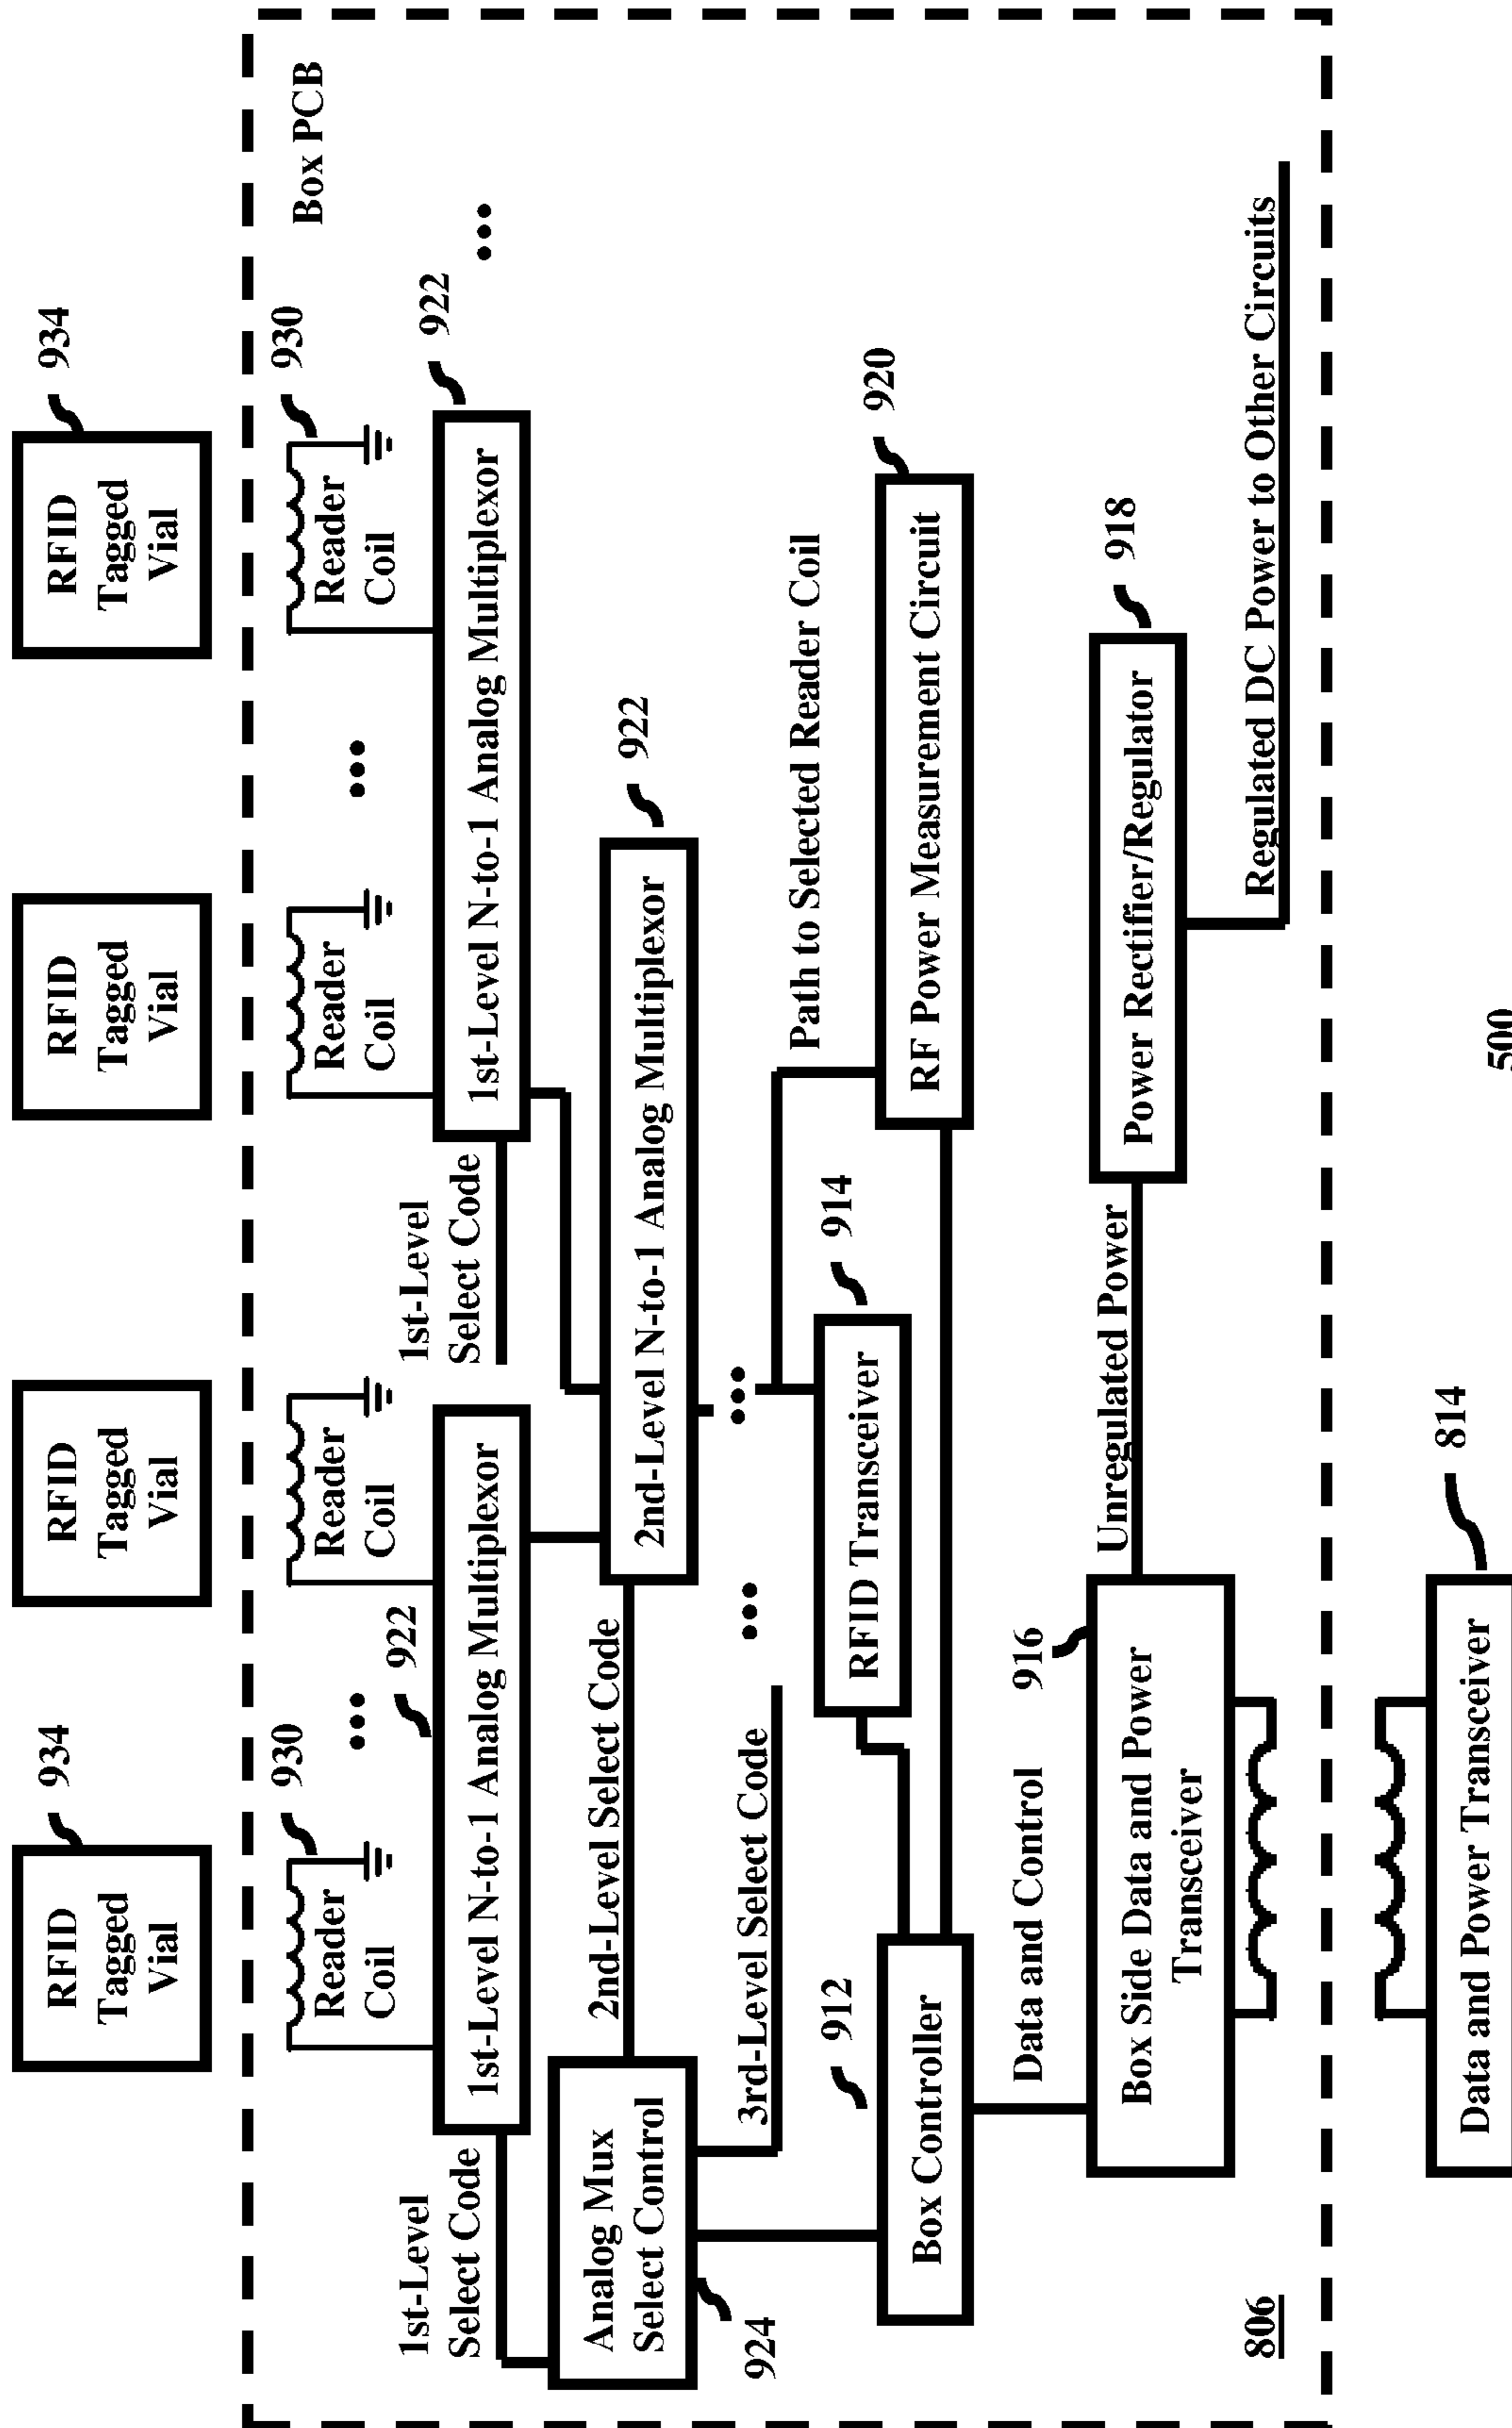 934
934
RFID
Tagged
Vial
RFID
Tagged
Vial
RFID
Tagged
Vial
RFID
Tagged
Vial
Box PCB
930
930
Reader
Coil
•••
Reader
Coil
Reader
Coil
•••
Reader
Coil
1st-Level
Select Code
922
1st-Level
Select Code
922
1st-Level N-to-1 Analog Multiplexor
1st-Level N-to-1 Analog Multiplexor
•••
Analog Mux
Select Control
2nd-Level Select Code
2nd-Level N-to-1 Analog Multiplexor
922
924
3rd-Level Select Code
•••
•••
Path to Selected Reader Coil
912
RFID Transceiver
914
920
Box Controller
RF Power Measurement Circuit
Data and Control
916
Unregulated Power
918
Box Side Data and Power
Transceiver
Power Rectifier/Regulator
806
Regulated DC Power to Other Circuits
814
Data and Power Transceiver
500